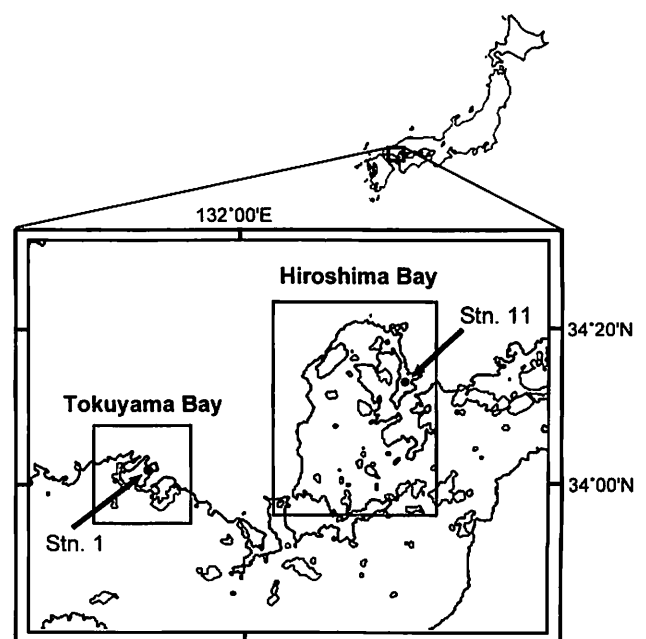 132°00'E
Hiroshima Bay
Stn. 11
34°20'N
Tokuyama Bay
34°00'N
Stn. 1